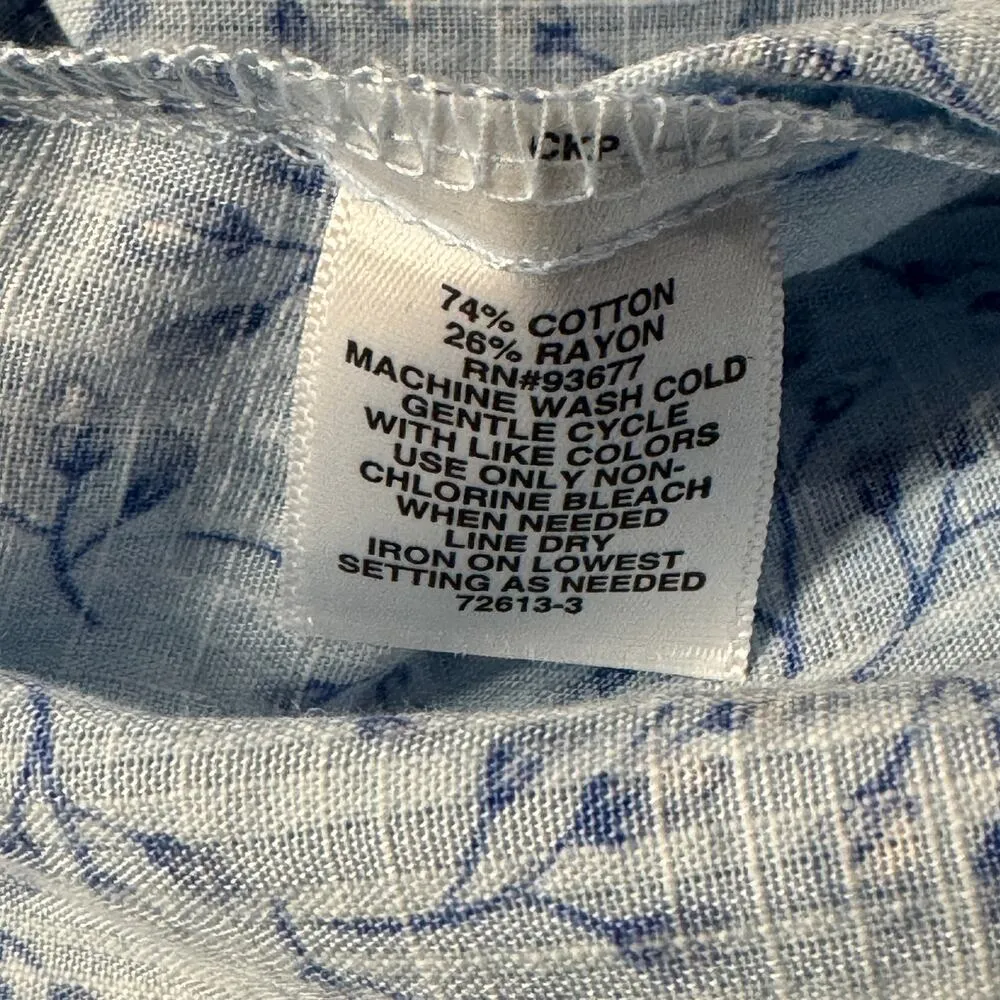 CKP
74% COTTON
26% RAYON
RN#93677
MACHINE WASH COLD
GENTLE CYCLE
WITH LIKE COLORS
USE ONLY NON-
CHLORINE BLEACH
WHEN NEEDED
LINE DRY
IRON ON LOWEST
SETTING AS NEEDED
72613-3